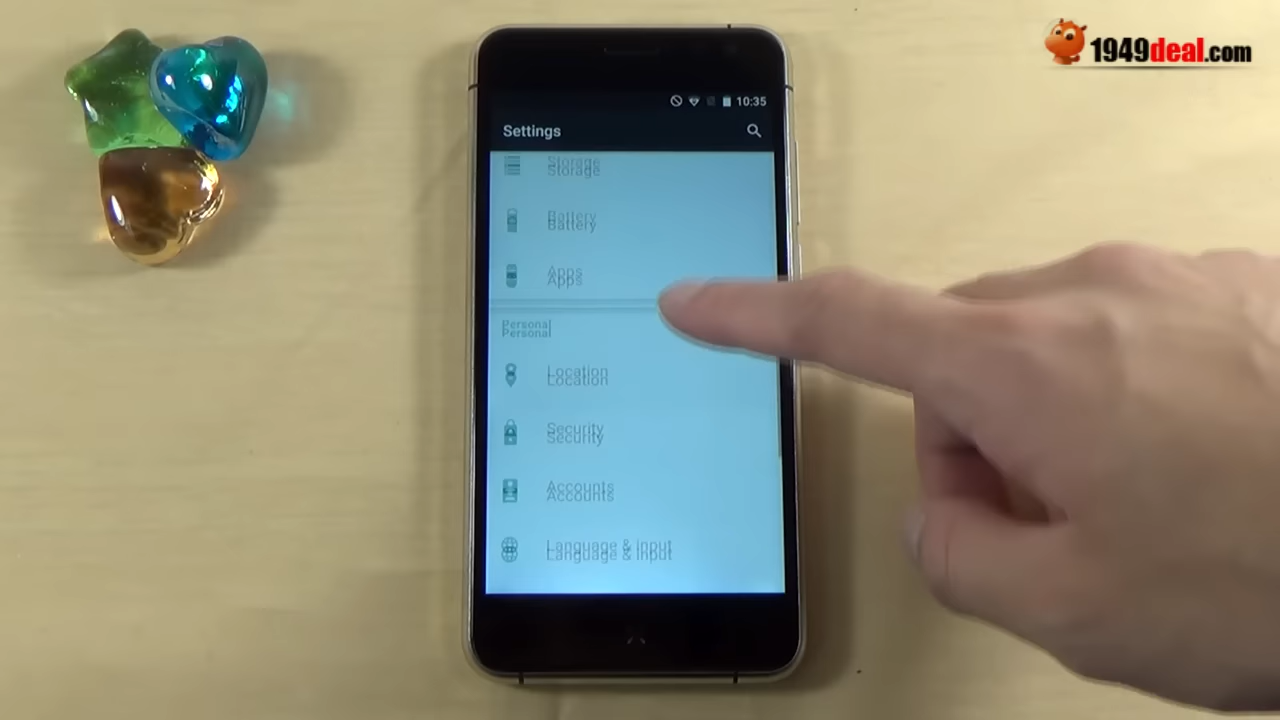 1949deal.com
10:35
Settings
Storage
Battery
Apps
Personal
Location
Security
Accounts
Language & input